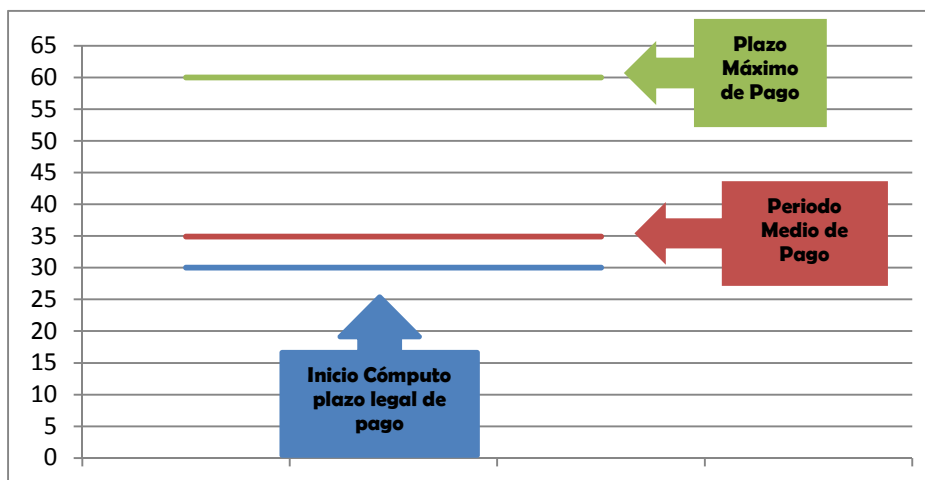 65
60
55
50
45
40
35
30
25
20
15
10
5
0
Plazo
Máximo
de Pago
Periodo
Medio de
Pago
Inicio Cómputo
plazo legal de
pago